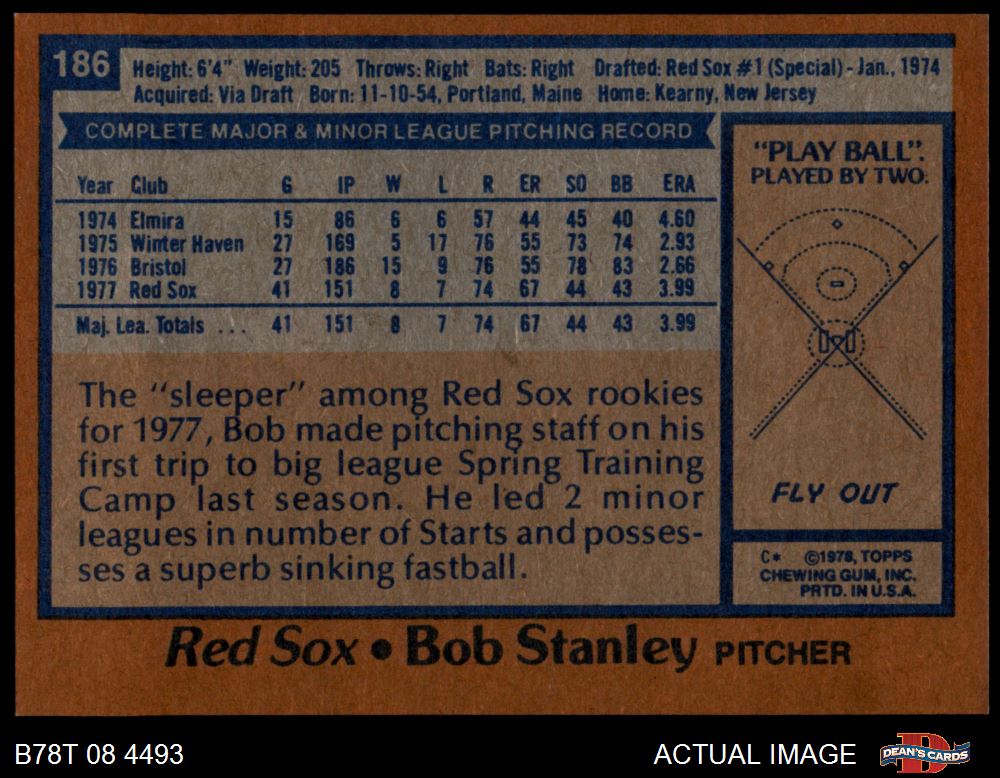 186
Height: 6'4" Weight: 205 Throws: Right Bats: Right Drafted: Red Sox #1 (Special) - Jan., 1974
Acquired: Via Draft Born: 11-10-54, Portland, Maine Home: Kearny, New Jersey
COMPLETE MAJOR & MINOR LEAGUE PITCHING RECORD
Year Club G IP W L R ER SO BB ERA
1974 Elmira 15 86 6 6 57 44 45 40 4.60
1975 Winter Haven 27 169 5 17 76 55 73 74 2.93
1976 Bristol 27 186 15 9 76 55 78 83 2.66
1977 Red Sox 41 151 8 7 74 67 44 43 3.99
Maj. Lea. Totals ... 41 151 8 7 74 67 44 43 3.99
The "sleeper" among Red Sox rookies
for 1977, Bob made pitching staff on his
first trip to big league Spring Training
Camp last season. He led 2 minor
leagues in number of Starts and posses-
ses a superb sinking fastball.
"PLAY BALL".
PLAYED BY TWO.
FLY OUT
C* ©1978, TOPPS
CHEWING GUM, INC.
PRTD. IN U.S.A.
Red Sox • Bob Stanley PITCHER
B78T 08 4493
ACTUAL IMAGE
D
DEAN'S CARDS